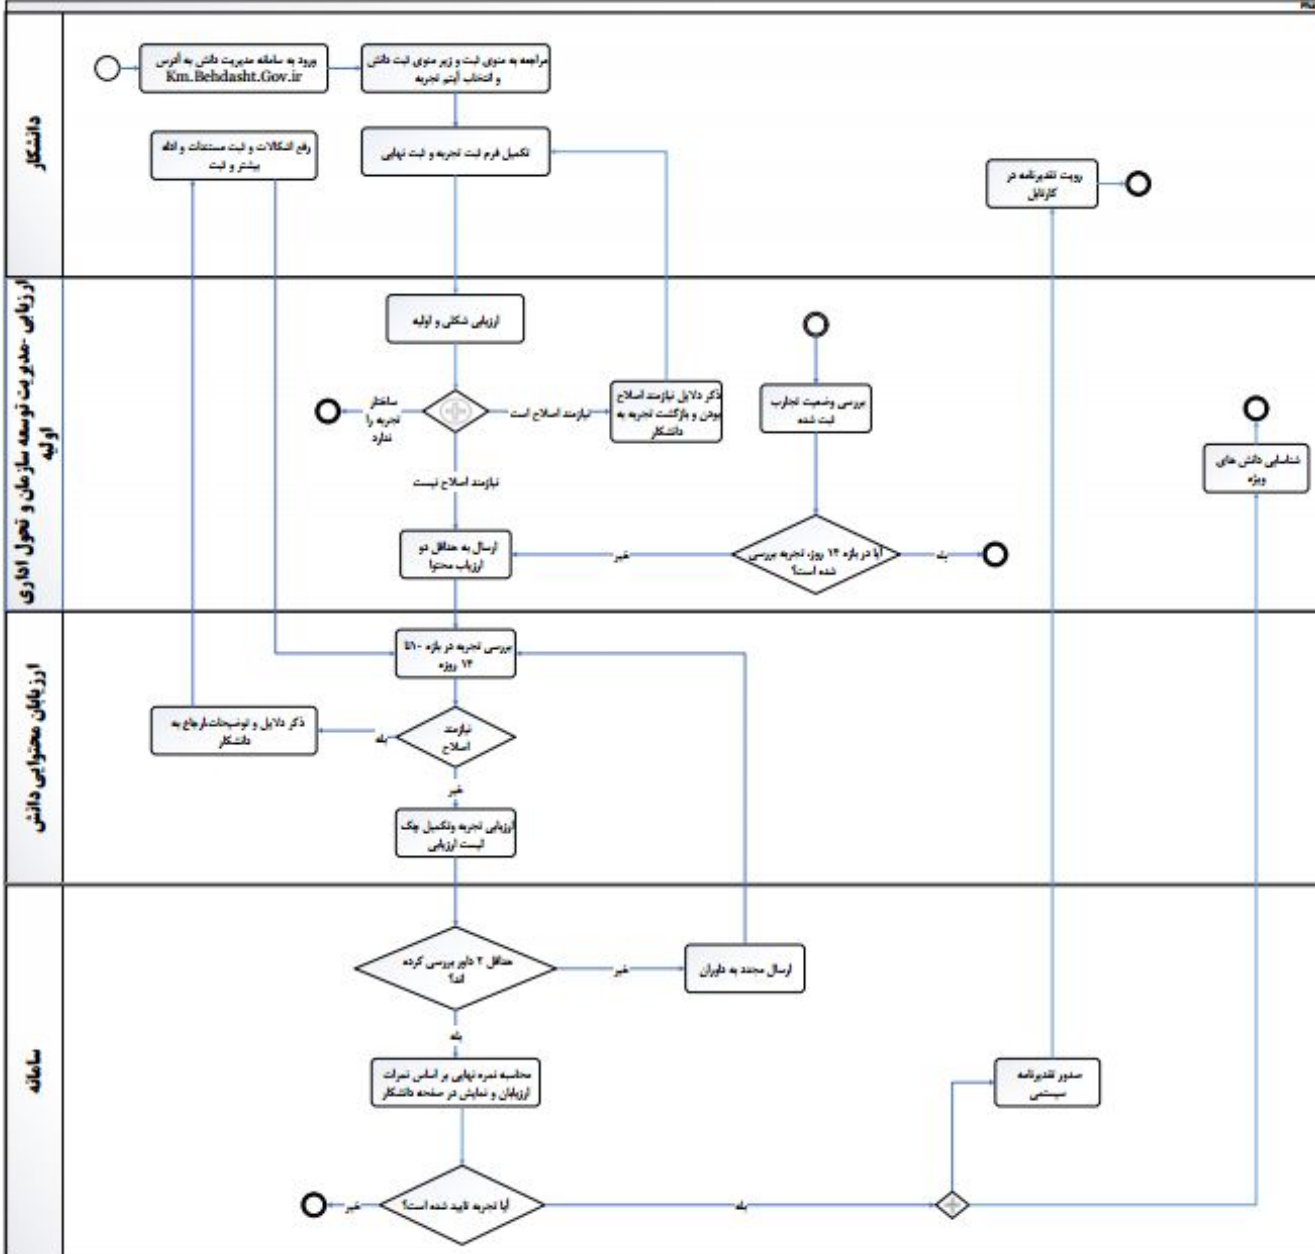 دانشکار
ورود به سامانه مدیریت دانش به آدرس
Km.Behdasht.Gov.ir
مراجعه به منوی ثبت و زیر منوی ثبت دانش
و انتخاب آیتم تجربه
رفع اشکالات و ثبت مستندات و ادله
بیشتر و ثبت
تکمیل فرم ثبت تجربه و ثبت نهایی
رویت تقدیرنامه در
کارتابل
ارزیابی -مدیریت توسعه سازمان و تحول اداری
اولیه
ارزیابی شکلی و اولیه
ساختار
تجربه را
ندارد
نیازمند اصلاح است
ذکر دلایل نیازمند اصلاح
بودن و بازگشت تجربه به
دانشکار
بررسی وضعیت تجارب
ثبت شده
شناسایی دانش های
ویژه
نیازمند اصلاح نیست
ارسال به حداقل دو
ارزیاب محتوا
خیر
آیا در بازه ۱۴ روز، تجربه بررسی
شده است؟
بله
ارزیابان محتوایی دانش
بررسی تجربه در بازه ۱۰تا
۱۴ روزه
ذکر دلایل و توضیحات،ارجاع به
دانشکار
بله
نیازمند
اصلاح
خیر
ارزیابی تجربه وتکمیل چک
لیست ارزیابی
سامانه
حداقل ۲ داور بررسی کرده
اند؟
خیر
ارسال مجدد به داوران
بله
محاسبه نمره نهایی بر اساس نمرات
ارزیابان و نمایش در صفحه دانشکار
صدور تقدیرنامه
سیستمی
خیر
آیا تجربه تایید شده است؟
بله